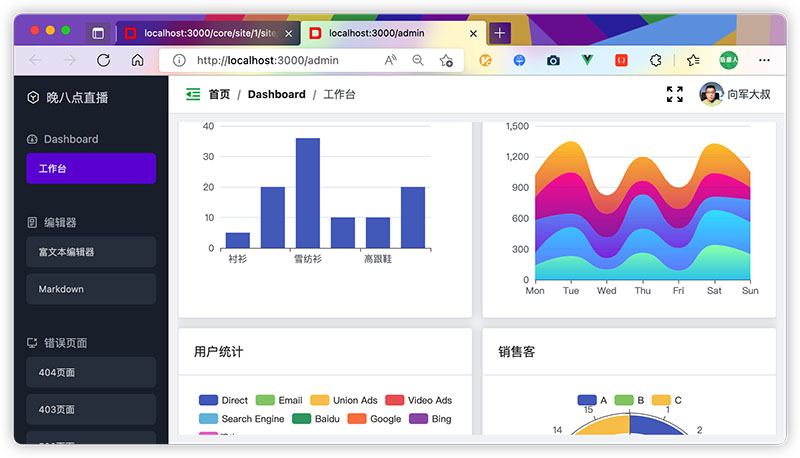 localhost:3000/core/site/1/site
localhost:3000/admin
http://localhost:3000/admin
后盾人
晚八点直播
首页 / Dashboard / 工作台
向军大叔
Dashboard
工作台
编辑器
富文本编辑器
Markdown
错误页面
404页面
403页面
40
30
20
10
0
衬衫
雪纺衫
高跟鞋
1,500
1,200
900
600
300
0
Mon Tue Wed Thu Fri Sat Sun
用户统计
Direct Email Union Ads Video Ads
Search Engine Baidu Google Bing
销售客
A B C
15 1
14 2